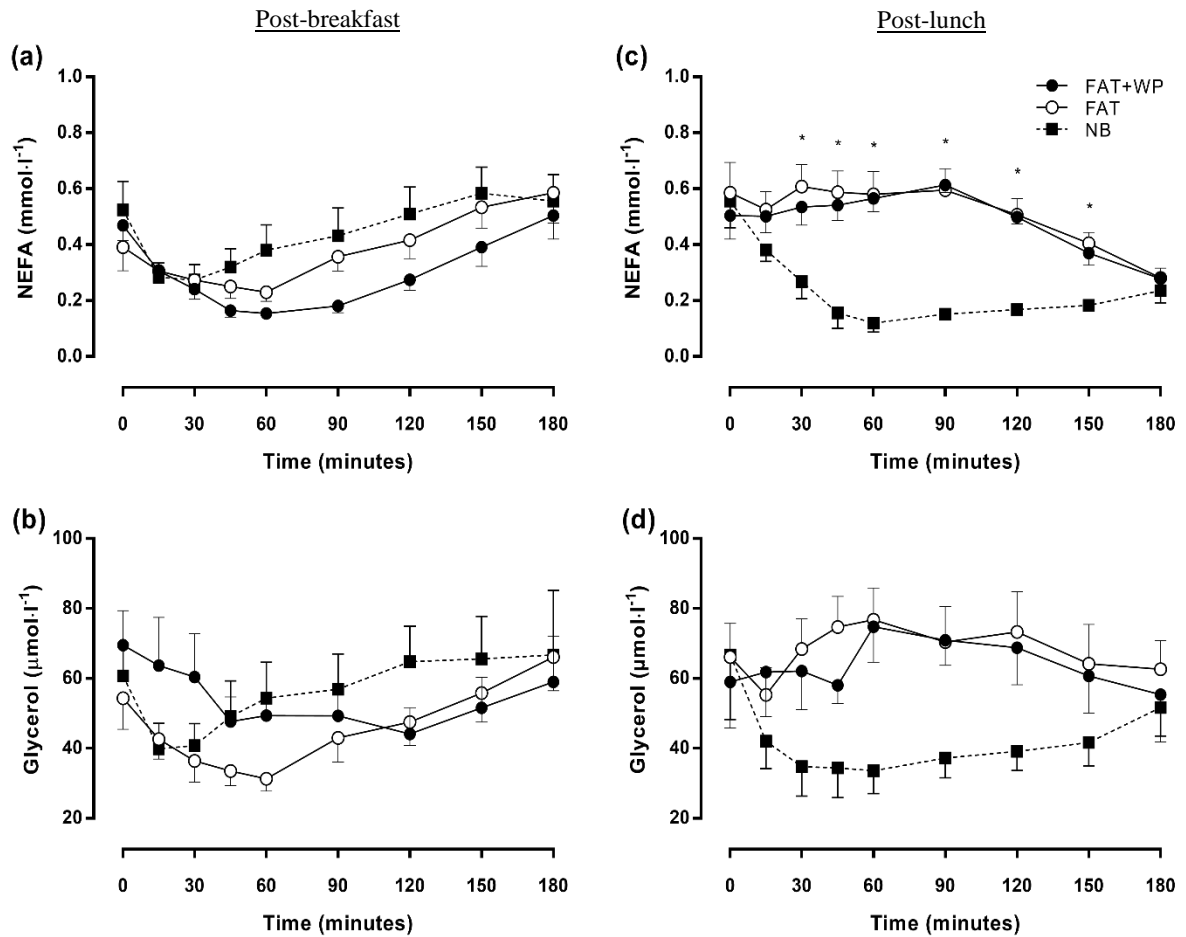 Post-breakfast
Post-lunch
(a)
1.0
0.8
0.6
0.4
0.2
0.0
NEFA (mmol·l⁻¹)
0 30 60 90 120 150 180
Time (minutes)
(c)
1.0
0.8
0.6
0.4
0.2
0.0
NEFA (mmol·l⁻¹)
FAT+WP
FAT
NB
* * * * * *
0 30 60 90 120 150 180
Time (minutes)
(b)
100
80
60
40
20
Glycerol (μmol·l⁻¹)
0 30 60 90 120 150 180
Time (minutes)
(d)
100
80
60
40
20
Glycerol (μmol·l⁻¹)
0 30 60 90 120 150 180
Time (minutes)